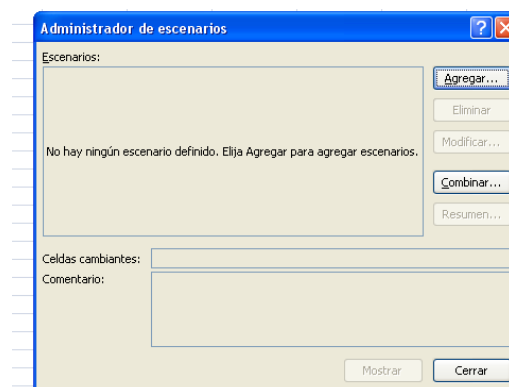 Administrador de escenarios
Escenarios:
Agregar...
Eliminar
No hay ningún escenario definido. Elija Agregar para agregar escenarios.
Modificar...
Combinar...
Resumen...
Celdas cambiantes:
Comentario:
Mostrar
Cerrar